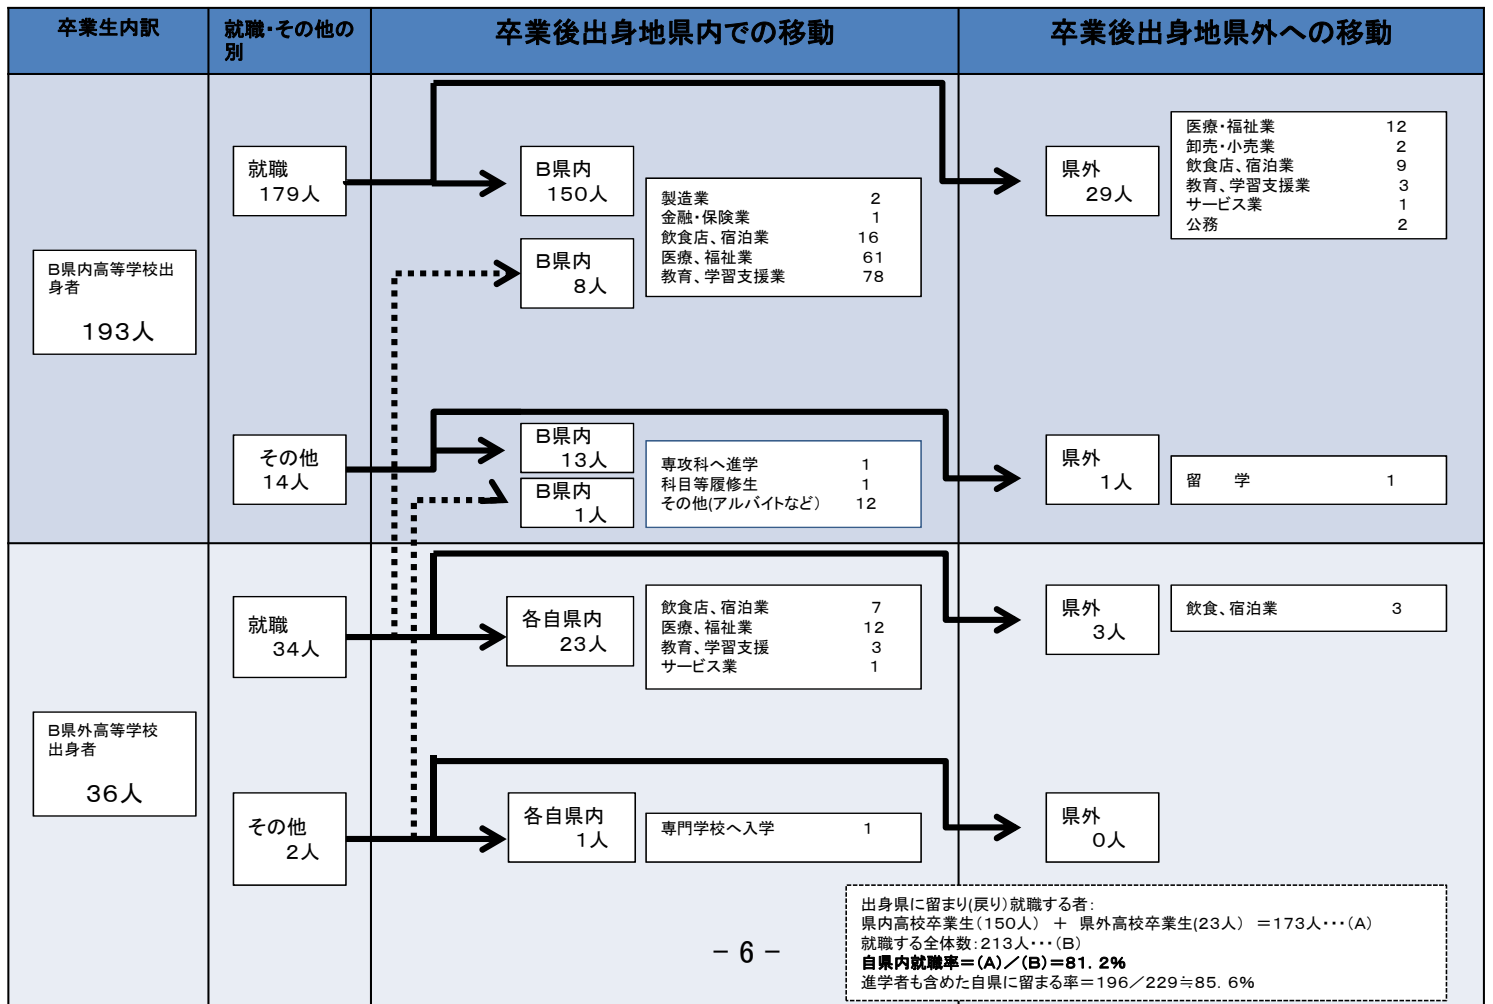 卒業生内訳
就職・その他の
別
卒業後出身地県内での移動
卒業後出身地県外への移動
B県内高等学校出
身者
193人
就職
179人
B県内
150人
B県内
8人
製造業 2
金融・保険業 1
飲食店、宿泊業 16
医療、福祉業 61
教育、学習支援業 78
県外
29人
医療・福祉業 12
卸売・小売業 2
飲食店、宿泊業 9
教育、学習支援業 3
サービス業 1
公務 2
その他
14人
B県内
13人
B県内
1人
専攻科へ進学 1
科目等履修生 1
その他(アルバイトなど) 12
県外
1人
留 学 1
B県外高等学校
出身者
36人
就職
34人
各自県内
23人
飲食店、宿泊業 7
医療、福祉業 12
教育、学習支援 3
サービス業 1
県外
3人
飲食、宿泊業 3
その他
2人
各自県内
1人
専門学校へ入学 1
県外
0人
出身県に留まり(戻り)就職する者:
県内高校卒業生(150人) + 県外高校卒業生(23人) =173人・・・(A)
就職する全体数:213人・・・(B)
自県内就職率=(A)/(B)=81.2%
進学者も含めた自県に留まる率=196/229≒85.6%
- 6 -